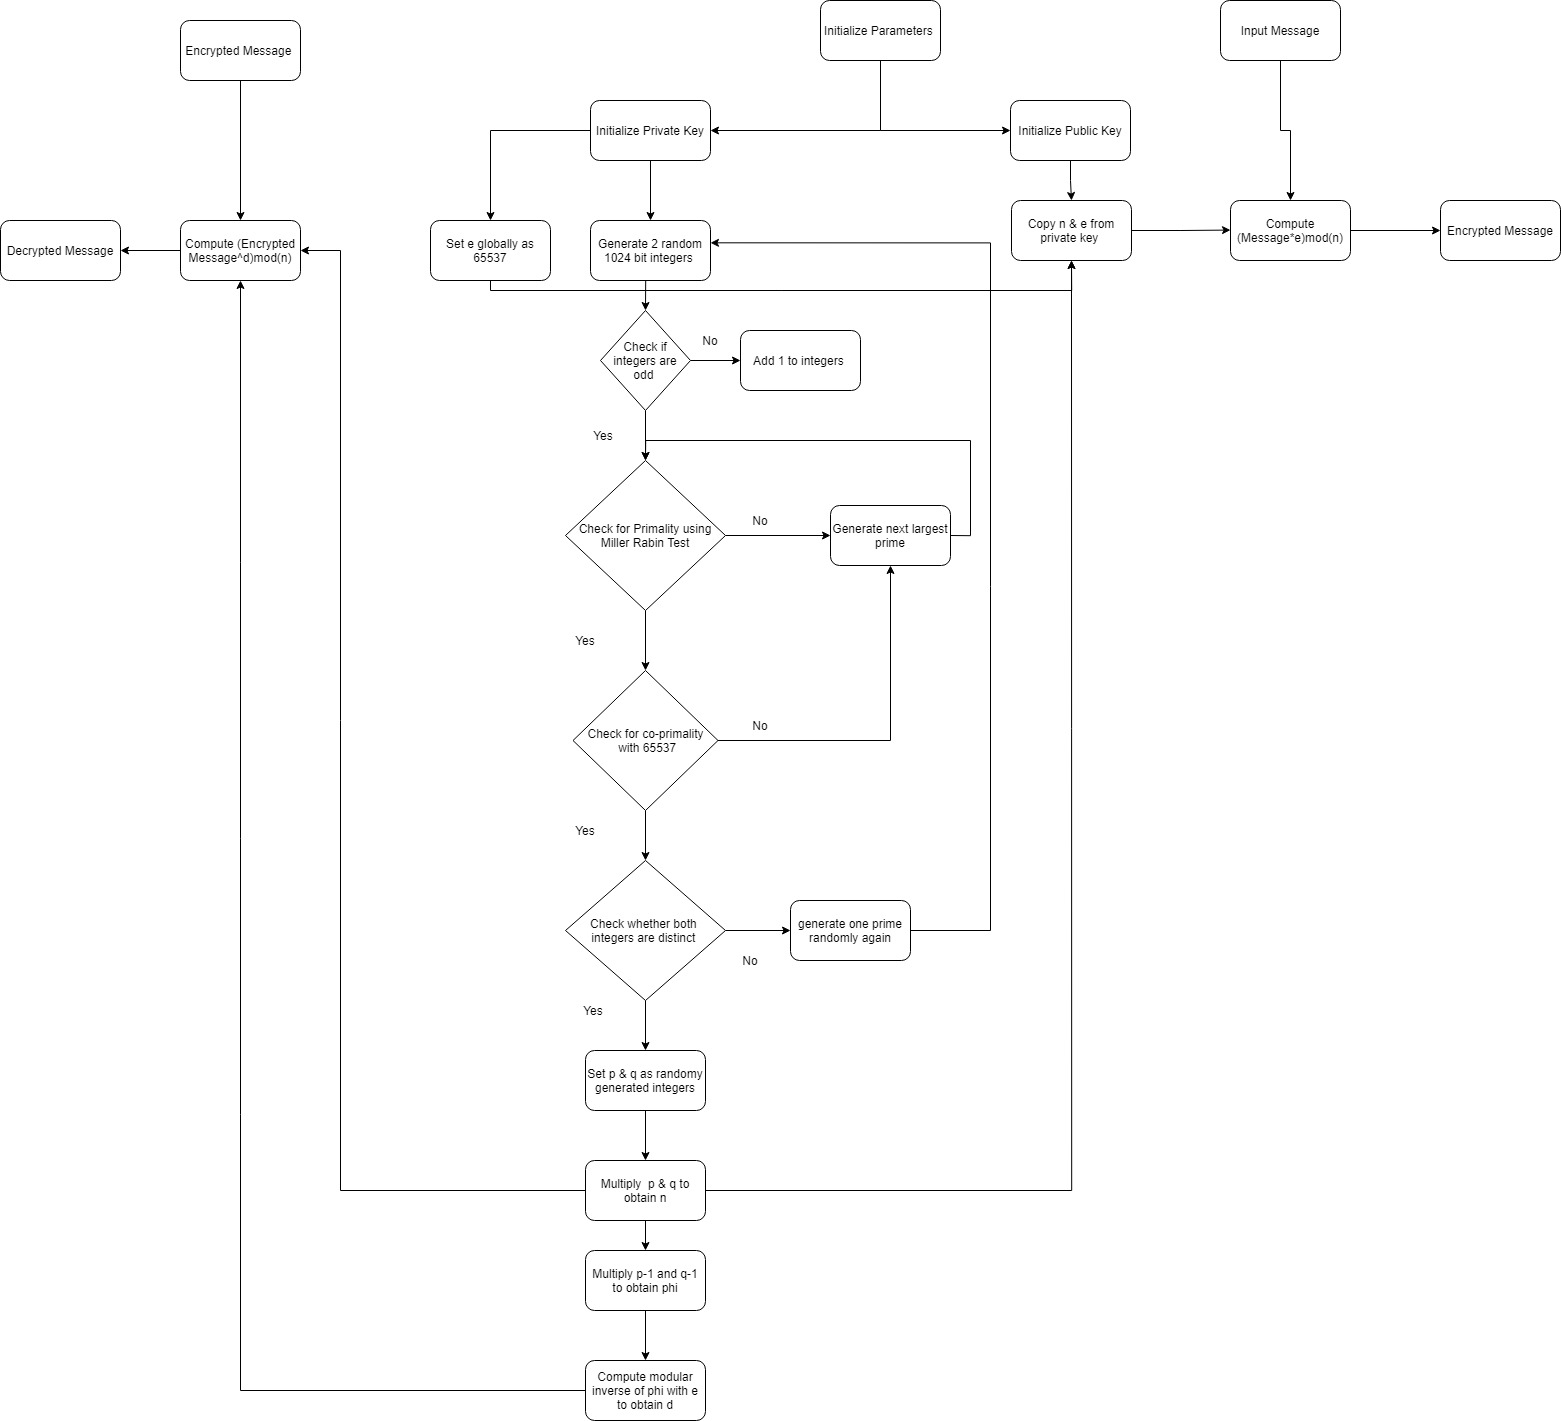 Initialize Parameters
Input Message
Encrypted Message
Initialize Private Key
Initialize Public Key
Decrypted Message
Compute (Encrypted
Message^d)mod(n)
Set e globally as
65537
Generate 2 random
1024 bit integers
Copy n & e from
private key
Compute
(Message*e)mod(n)
Encrypted Message
Check if
integers are
odd
No
Add 1 to integers
Yes
Check for Primality using
Miller Rabin Test
No
Generate next largest
prime
Yes
Check for co-primality
with 65537
No
Yes
Check whether both
integers are distinct
No
generate one prime
randomly again
Yes
Set p & q as randomy
generated integers
Multiply p & q to
obtain n
Multiply p-1 and q-1
to obtain phi
Compute modular
inverse of phi with e
to obtain d